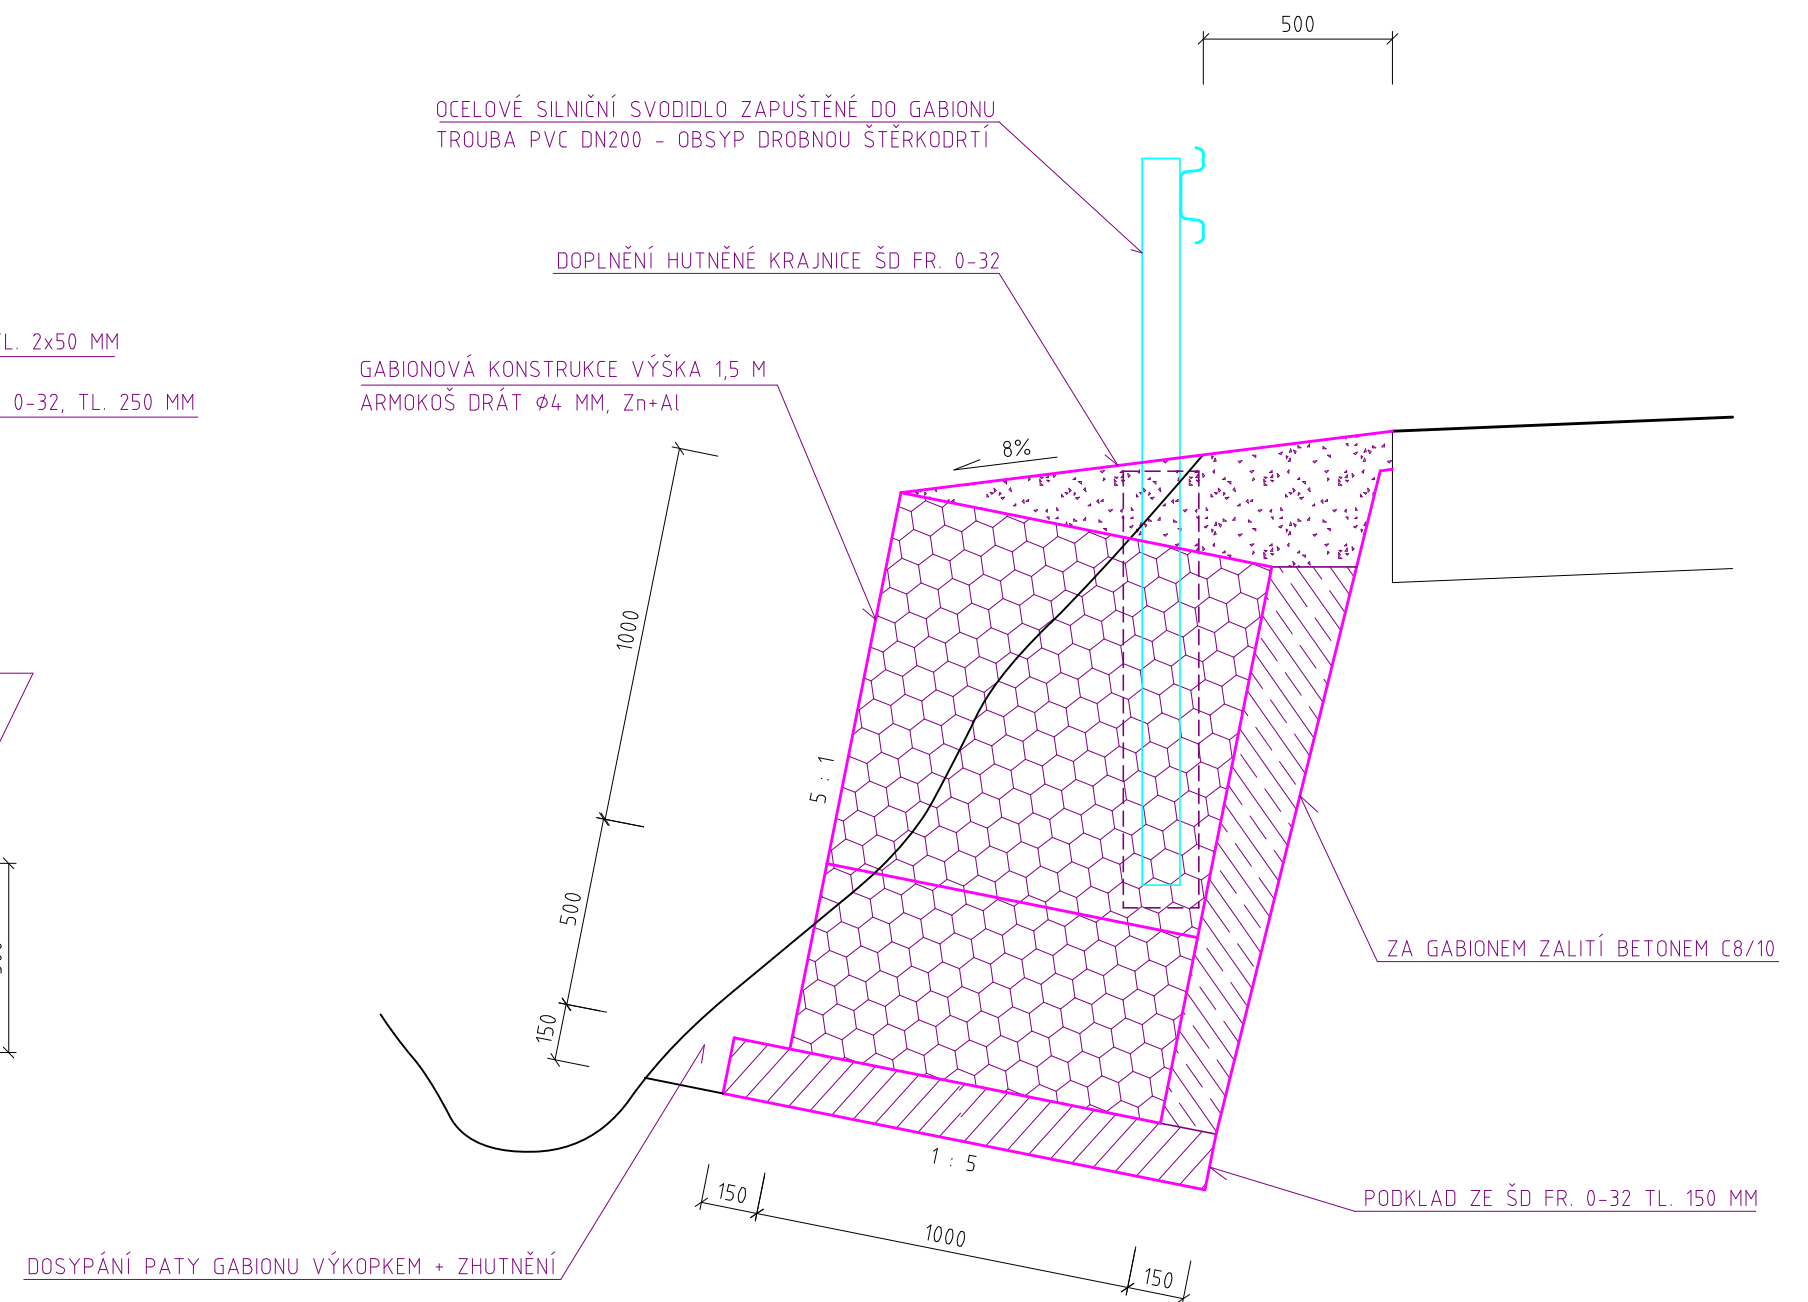 500
OCELOVÉ SILNIČNÍ SVODIDLO ZAPUŠTĚNÉ DO GABIONU
TROUBA PVC DN200 - OBSYP DROBNOU ŠTĚRKODRTÍ
DOPLNĚNÍ HUTNĚNÉ KRAJNICE ŠD FR. 0-32
TL. 2x50 MM
GABIONOVÁ KONSTRUKCE VÝŠKA 1,5 M
0-32, TL. 250 MM
ARMOKOŠ DRÁT Ø4 MM, Zn+Al
8%
1000
5 : 1
500
ZA GABIONEM ZALITÍ BETONEM C8/10
150
1 : 5
150
PODKLAD ZE ŠD FR. 0-32 TL. 150 MM
1000
DOSYPÁNÍ PATY GABIONU VÝKOPKEM + ZHUTNĚNÍ
150